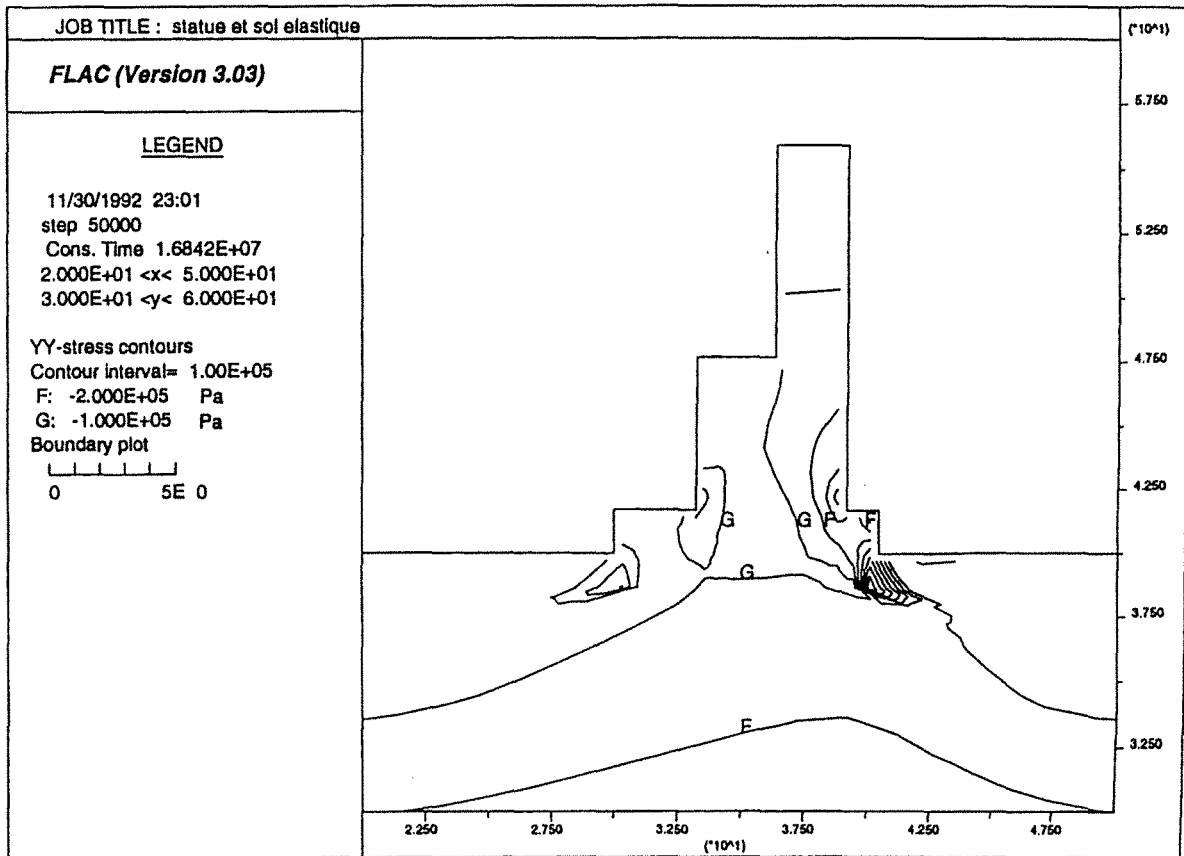 JOB TITLE : statue et sol elastique
(*10^1)
FLAC (Version 3.03)
LEGEND
11/30/1992 23:01
step 50000
Cons. Time 1.6842E+07
2.000E+01 <x< 5.000E+01
3.000E+01 <y< 6.000E+01
YY-stress contours
Contour interval= 1.00E+05
F: -2.000E+05 Pa
G: -1.000E+05 Pa
Boundary plot
0 5E 0
5.750
5.250
4.750
4.250
3.750
3.250
G G F F
G
F
2.250 2.750 3.250 3.750 4.250 4.750
(*10^1)